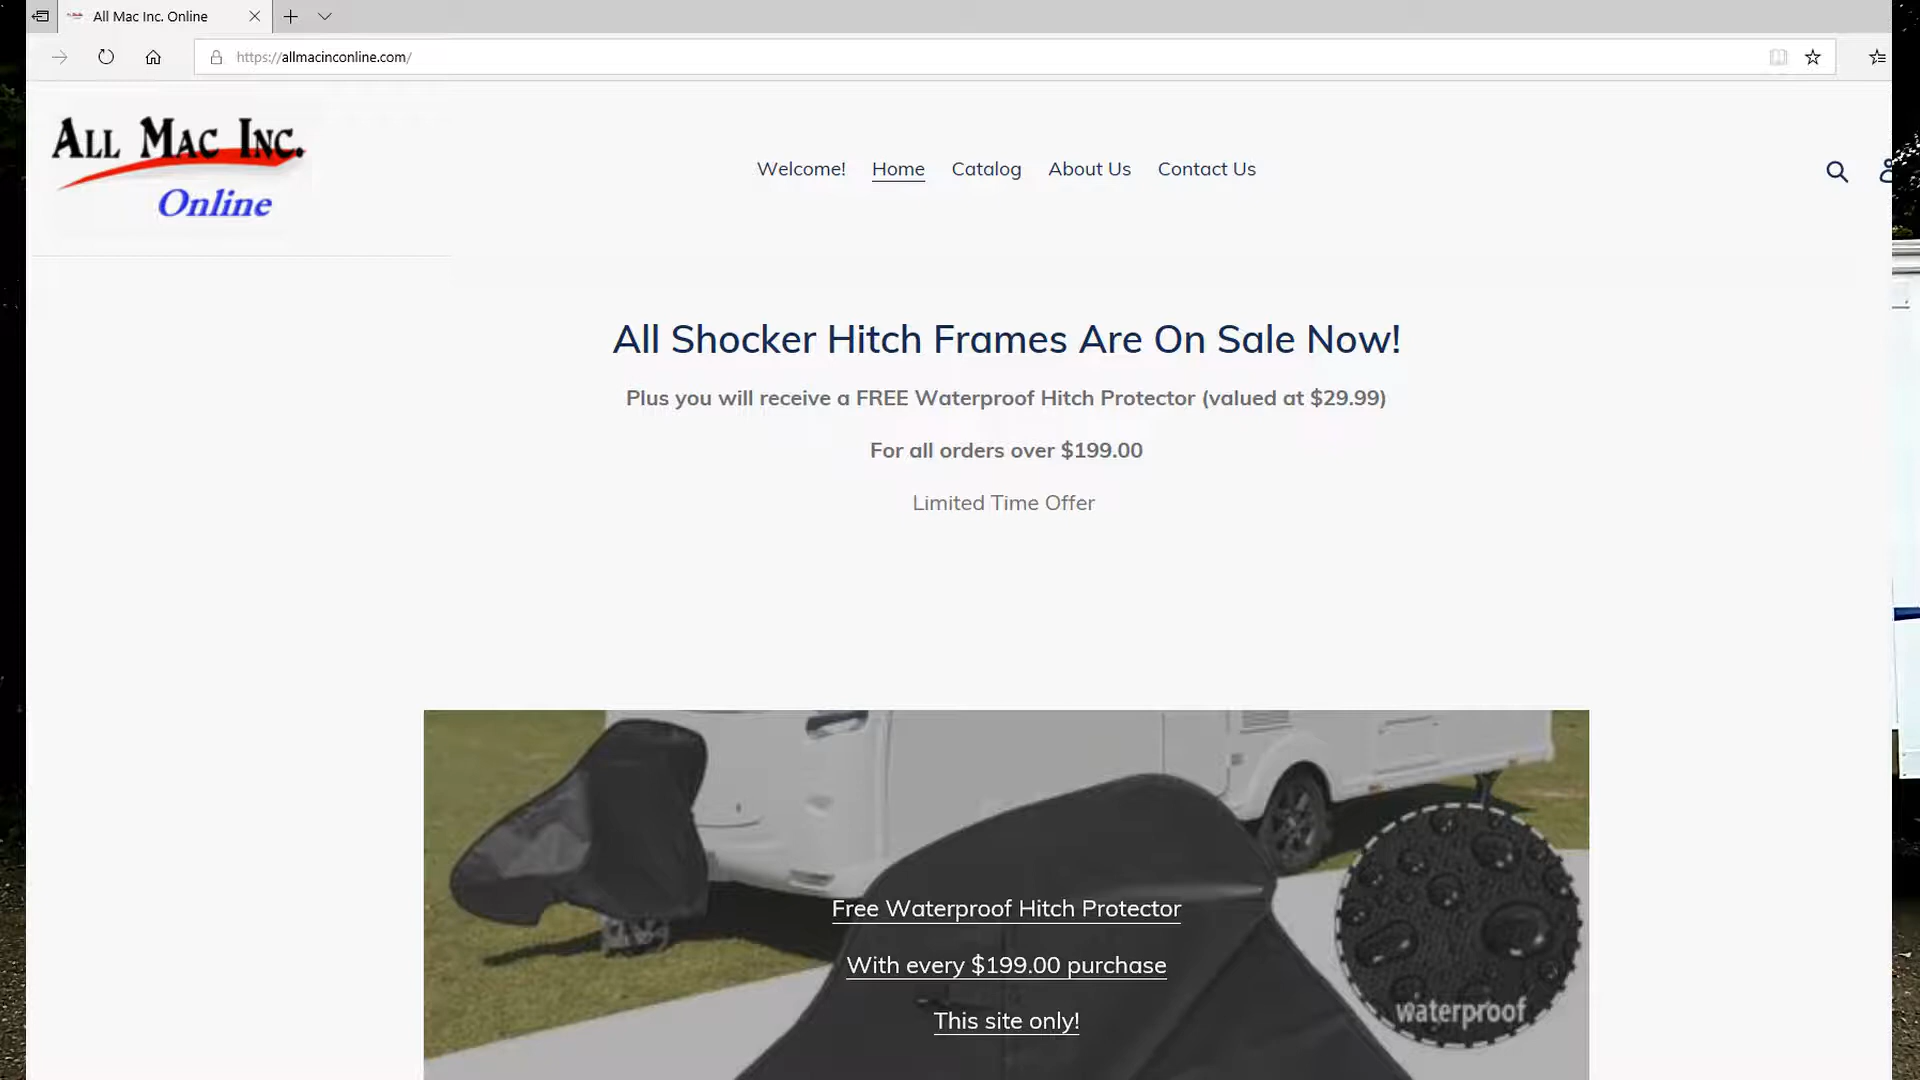 All Mac Inc. Online
https://allmacinconline.com/
ALL MAC INC.
Online
Welcome! Home Catalog About Us Contact Us
All Shocker Hitch Frames Are On Sale Now!
Plus you will receive a FREE Waterproof Hitch Protector (valued at $29.99)
For all orders over $199.00
Limited Time Offer
Free Waterproof Hitch Protector
With every $199.00 purchase
This site only!
waterproof